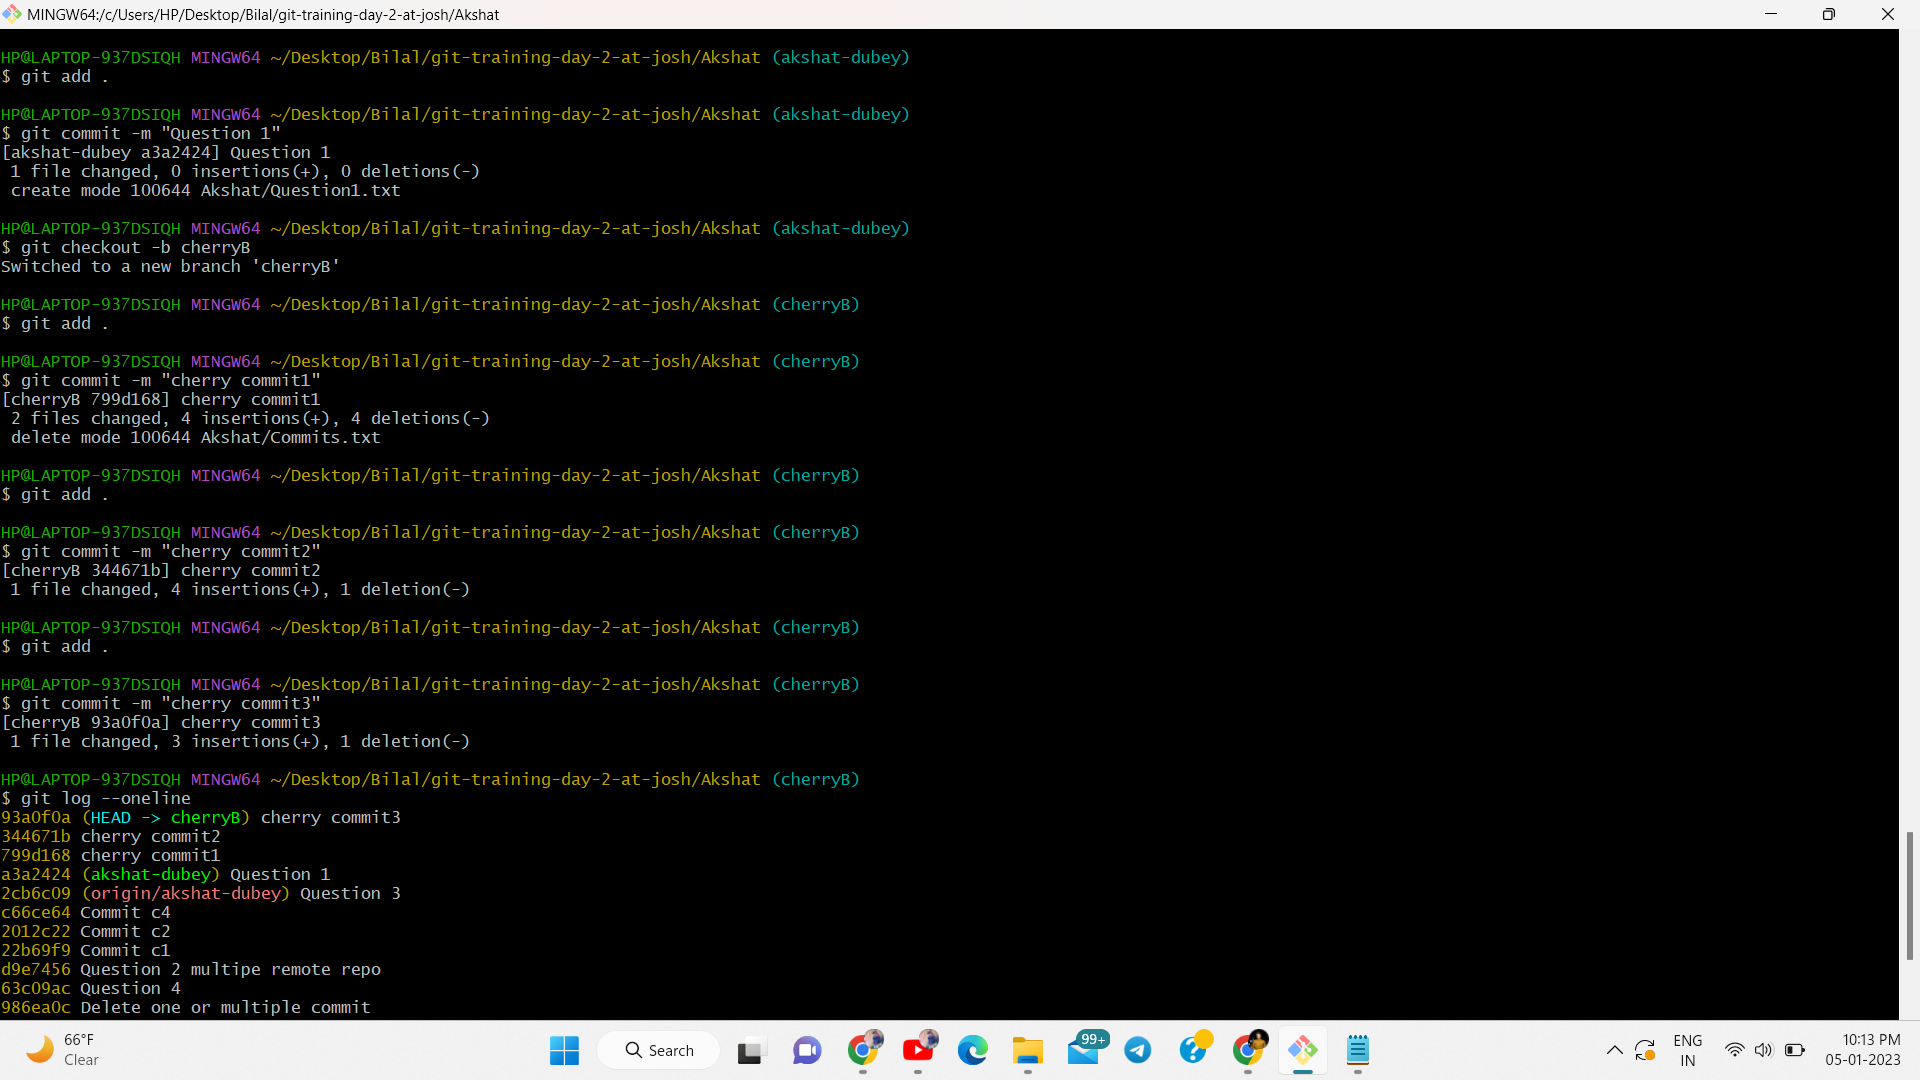 MINGW64:/c/Users/HP/Desktop/Bilal/git-training-day-2-at-josh/Akshat
HP@LAPTOP-937DSIQH MINGW64 ~/Desktop/Bilal/git-training-day-2-at-josh/Akshat (akshat-dubey)
$ git add .
HP@LAPTOP-937DSIQH MINGW64 ~/Desktop/Bilal/git-training-day-2-at-josh/Akshat (akshat-dubey)
$ git commit -m "Question 1"
[akshat-dubey a3a2424] Question 1
1 file changed, 0 insertions(+), 0 deletions(-)
create mode 100644 Akshat/Question1.txt
HP@LAPTOP-937DSIQH MINGW64 ~/Desktop/Bilal/git-training-day-2-at-josh/Akshat (akshat-dubey)
$ git checkout -b cherryB
Switched to a new branch 'cherryB'
HP@LAPTOP-937DSIQH MINGW64 ~/Desktop/Bilal/git-training-day-2-at-josh/Akshat (cherryB)
$ git add .
HP@LAPTOP-937DSIQH MINGW64 ~/Desktop/Bilal/git-training-day-2-at-josh/Akshat (cherryB)
$ git commit -m "cherry commit1"
[cherryB 799d168] cherry commit1
2 files changed, 4 insertions(+), 4 deletions(-)
delete mode 100644 Akshat/Commits.txt
HP@LAPTOP-937DSIQH MINGW64 ~/Desktop/Bilal/git-training-day-2-at-josh/Akshat (cherryB)
$ git add .
HP@LAPTOP-937DSIQH MINGW64 ~/Desktop/Bilal/git-training-day-2-at-josh/Akshat (cherryB)
$ git commit -m "cherry commit2"
[cherryB 344671b] cherry commit2
1 file changed, 4 insertions(+), 1 deletion(-)
HP@LAPTOP-937DSIQH MINGW64 ~/Desktop/Bilal/git-training-day-2-at-josh/Akshat (cherryB)
$ git add .
HP@LAPTOP-937DSIQH MINGW64 ~/Desktop/Bilal/git-training-day-2-at-josh/Akshat (cherryB)
$ git commit -m "cherry commit3"
[cherryB 93a0f0a] cherry commit3
1 file changed, 3 insertions(+), 1 deletion(-)
HP@LAPTOP-937DSIQH MINGW64 ~/Desktop/Bilal/git-training-day-2-at-josh/Akshat (cherryB)
$ git log --oneline
93a0f0a (HEAD -> cherryB) cherry commit3
344671b cherry commit2
799d168 cherry commit1
a3a2424 (akshat-dubey) Question 1
2cb6c09 (origin/akshat-dubey) Question 3
c66ce64 Commit c4
2012c22 Commit c2
22b69f9 Commit c1
d9e7456 Question 2 multipe remote repo
63c09ac Question 4
986ea0c Delete one or multiple commit
66°F
Clear
Search
99+
ENG
IN
10:13 PM
05-01-2023